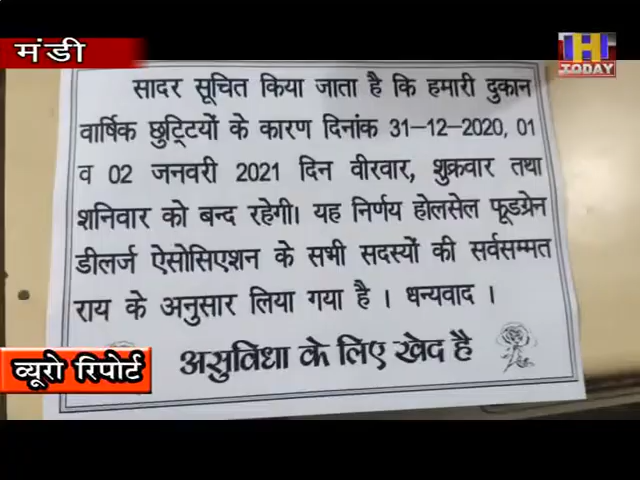 मंडी
THI
TODAY
सादर सूचित किया जाता है कि हमारी दुकान
वार्षिक छुट्टियों के कारण दिनांक 31-12-2020, 01
व 02 जनवरी 2021 दिन वीरवार, शुक्रवार तथा
शनिवार को बन्द रहेगी। यह निर्णय होलसेल फूडग्रेन
डीलर्ज ऐसोसिएशन के सभी सदस्यों की सर्वसम्मत
राय के अनुसार लिया गया है । धन्यवाद ।
असुविधा के लिए खेद है
व्यूरो रिपोर्ट